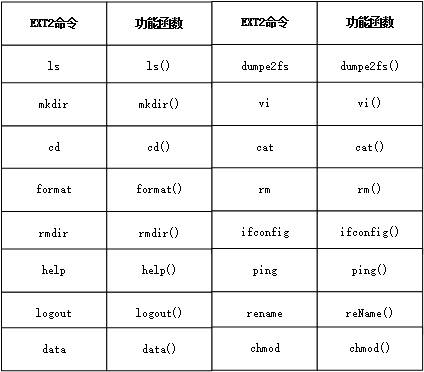 EXT2命令 功能函数 EXT2命令 功能函数
ls ls() dumpe2fs dumpe2fs()
mkdir mkdir() vi vi()
cd cd() cat cat()
format format() rm rm()
rmdir rmdir() ifconfig ifconfig()
help help() ping ping()
logout logout() rename reName()
data data() chmod chmod()